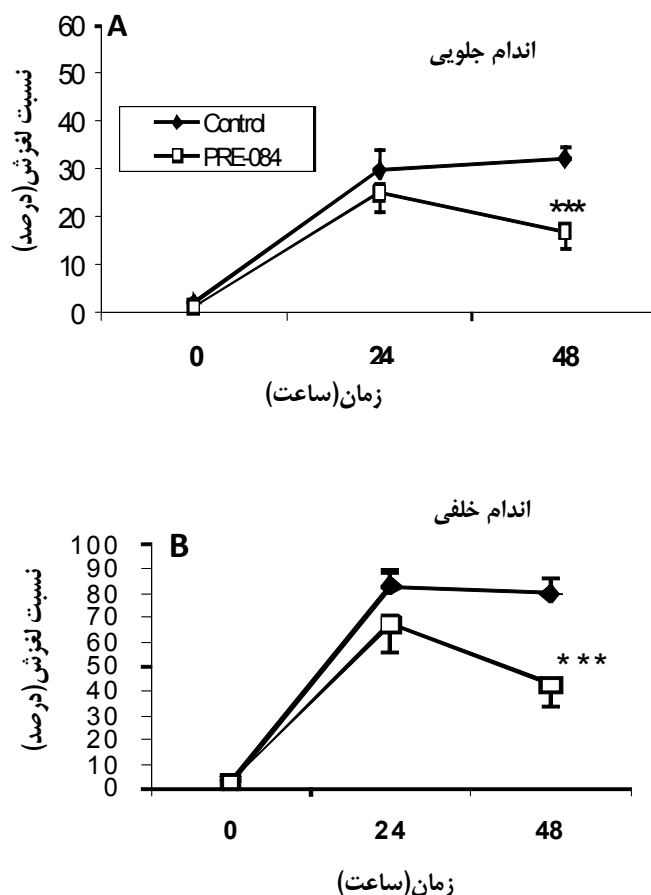 A
اندام جلویی
نسبت لغزش(درصد)
60
50
40
30
20
10
0
Control
PRE-084
***
0 24 48
زمان(ساعت)
اندام خلفی
B
نسبت لغزش(درصد)
100
90
80
70
60
50
40
30
20
10
0
***
0 24 48
زمان(ساعت)